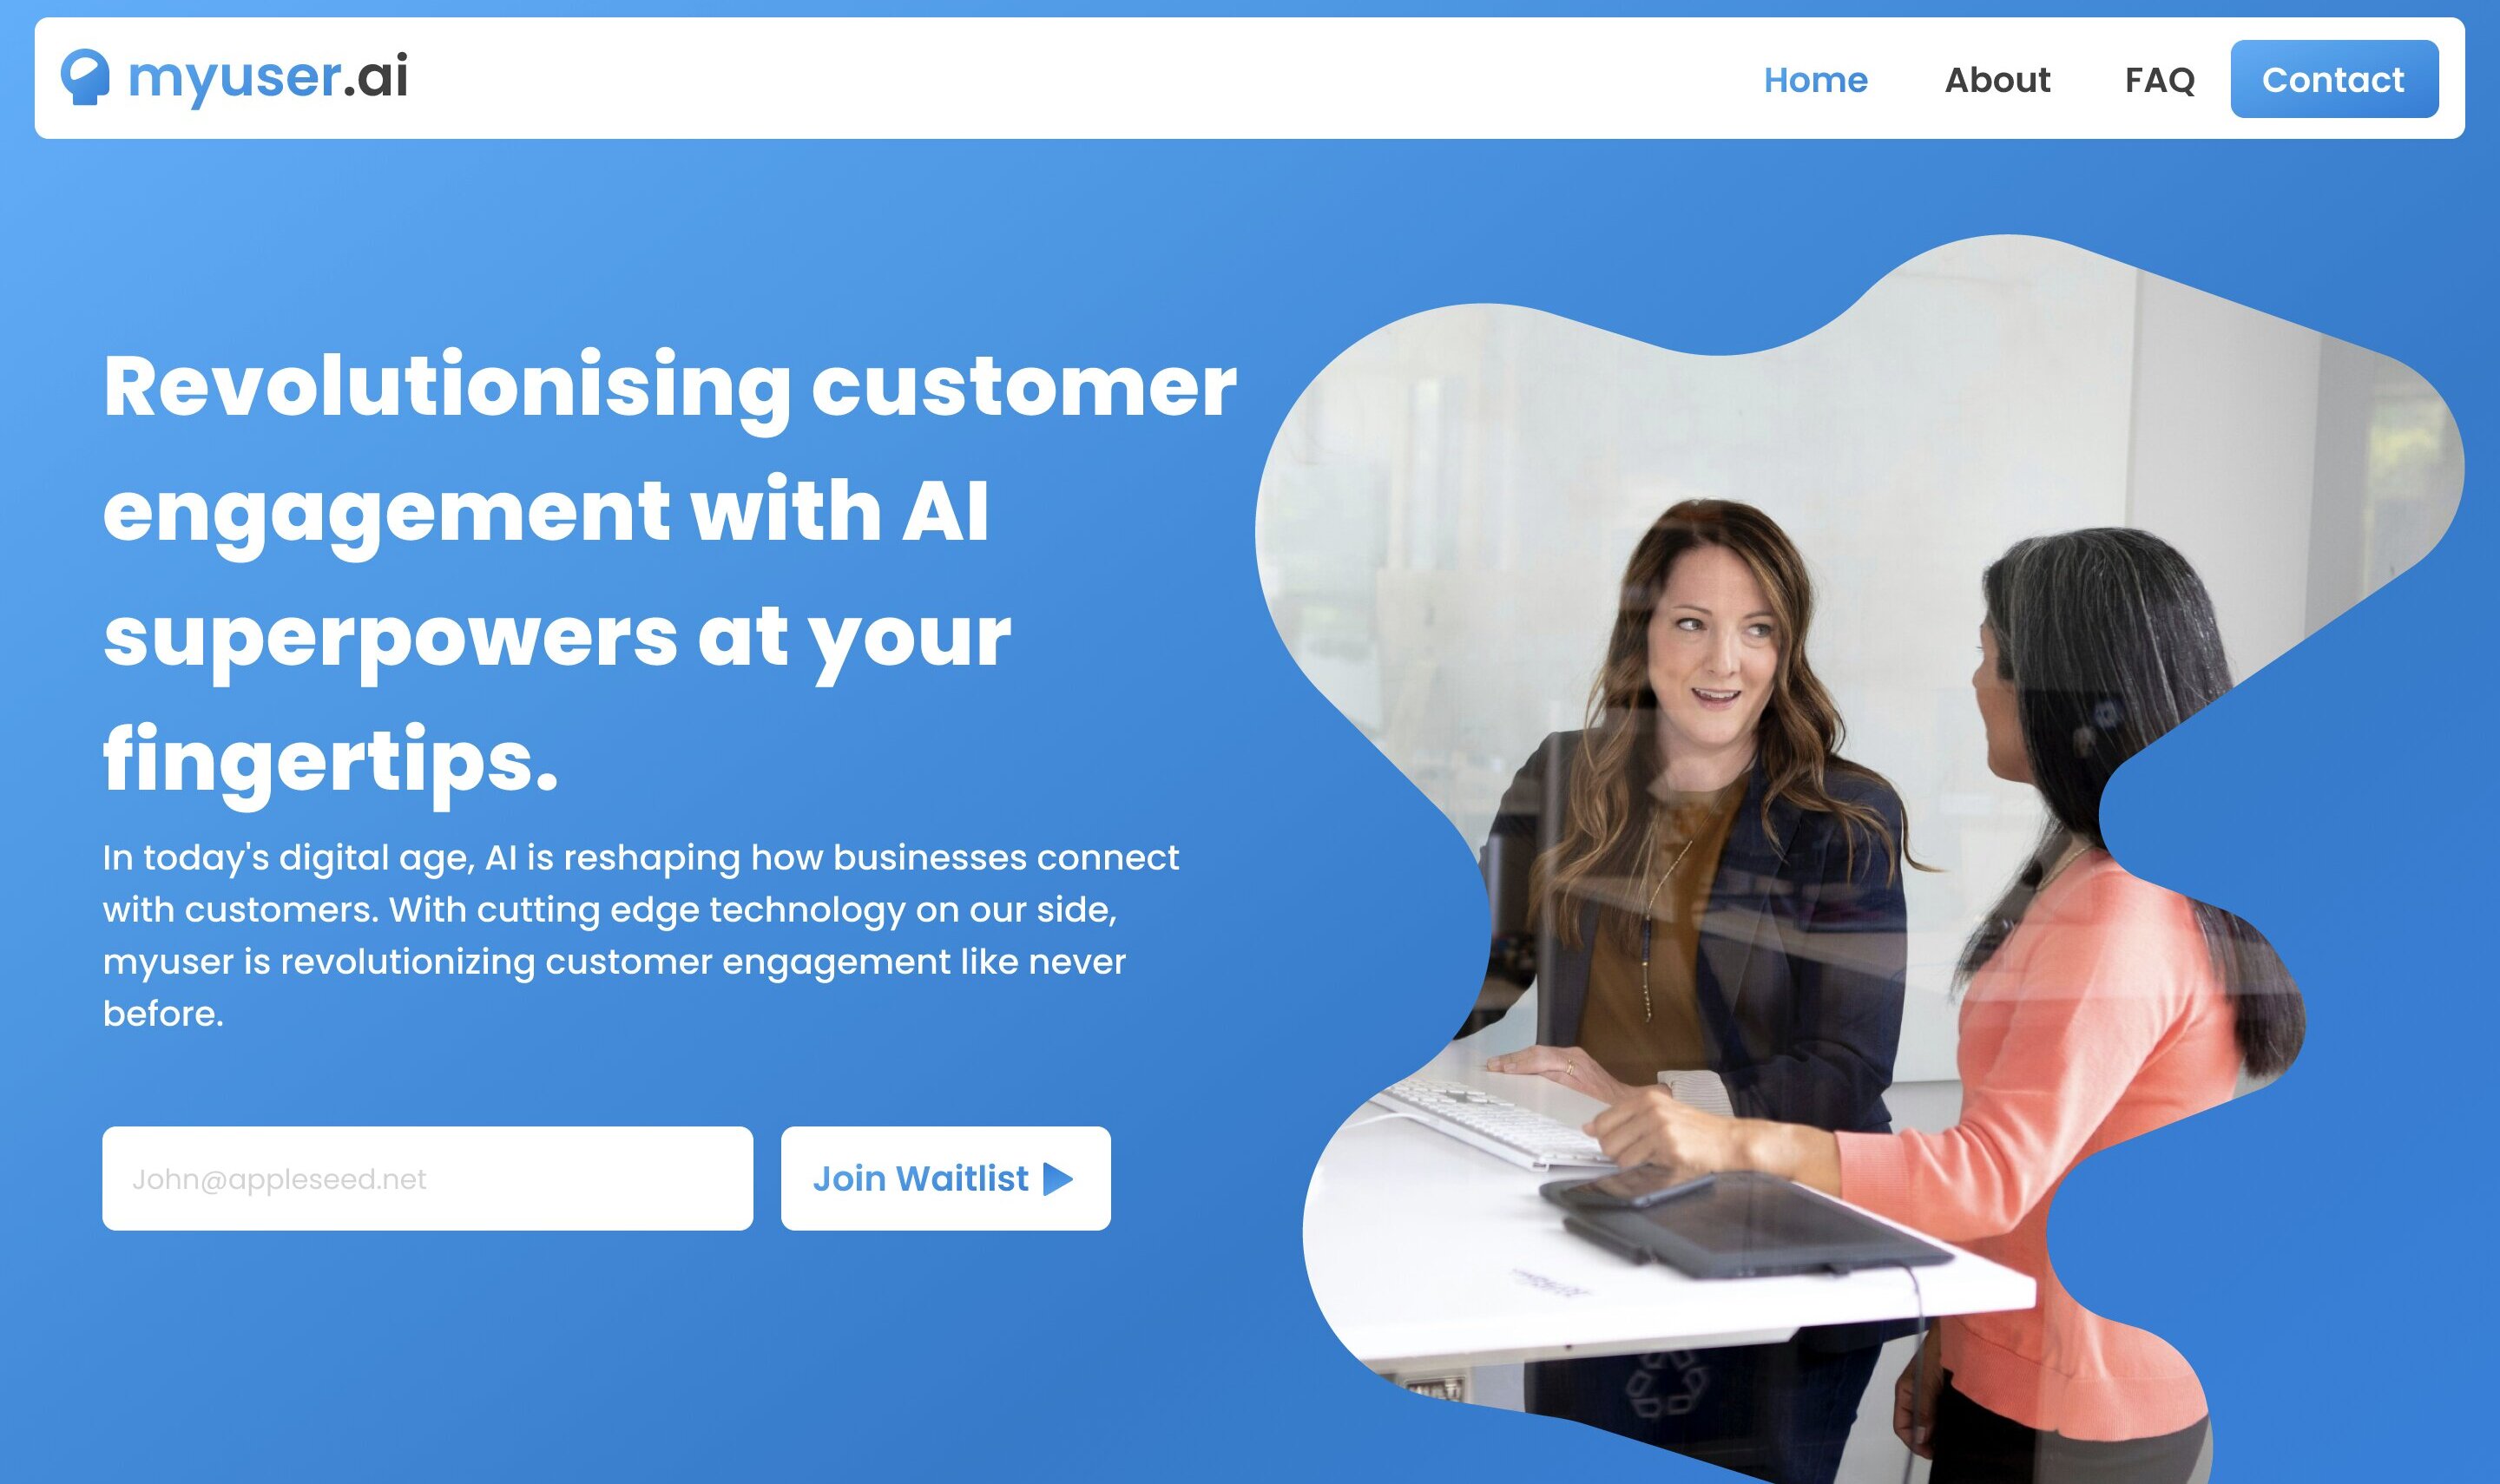 myuser.ai
Home
About
FAQ
Contact
Revolutionising customer
engagement with AI
superpowers at your
fingertips.
In today's digital age, AI is reshaping how businesses connect
with customers. With cutting edge technology on our side,
myuser is revolutionizing customer engagement like never
before.
John@appleseed.net
Join Waitlist